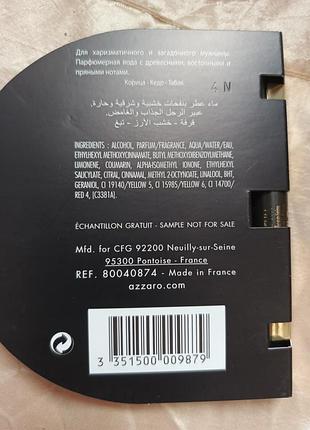 Для харизматичного и загадочного мужчины.
Парфюмерная вода с древесными, восточными и
пряными нотами.
Корица - Кедр - Табак
4 N
ماء عطر بنفحات خشبية وشرقية وحارة،
عبير الرجل الجذاب والغامض.
قرفة - خشب الأرز - تبغ
INGREDIENTS : ALCOHOL, PARFUM/FRAGRANCE, AQUA/WATER/EAU,
ETHYLHEXYL METHOXYCINNAMATE, BUTYL METHOXYDIBENZOYLMETHANE,
LIMONENE, COUMARIN, ALPHA-ISOMETHYL IONONE, ETHYLHEXYL
SALICYLATE, CITRAL, CINNAMAL, METHYL 2-OCTYNOATE, LINALOOL, BHT,
GERANIOL, CI 19140/YELLOW 5, CI 15985/YELLOW 6, CI 14700/
RED 4, (C3381A).
ÉCHANTILLON GRATUIT - SAMPLE NOT FOR SALE
Mfd. for CFG 92200 Neuilly-sur-Seine
95300 Pontoise - France
REF. 80040874 - Made in France
azzaro.com
3 351500 009879